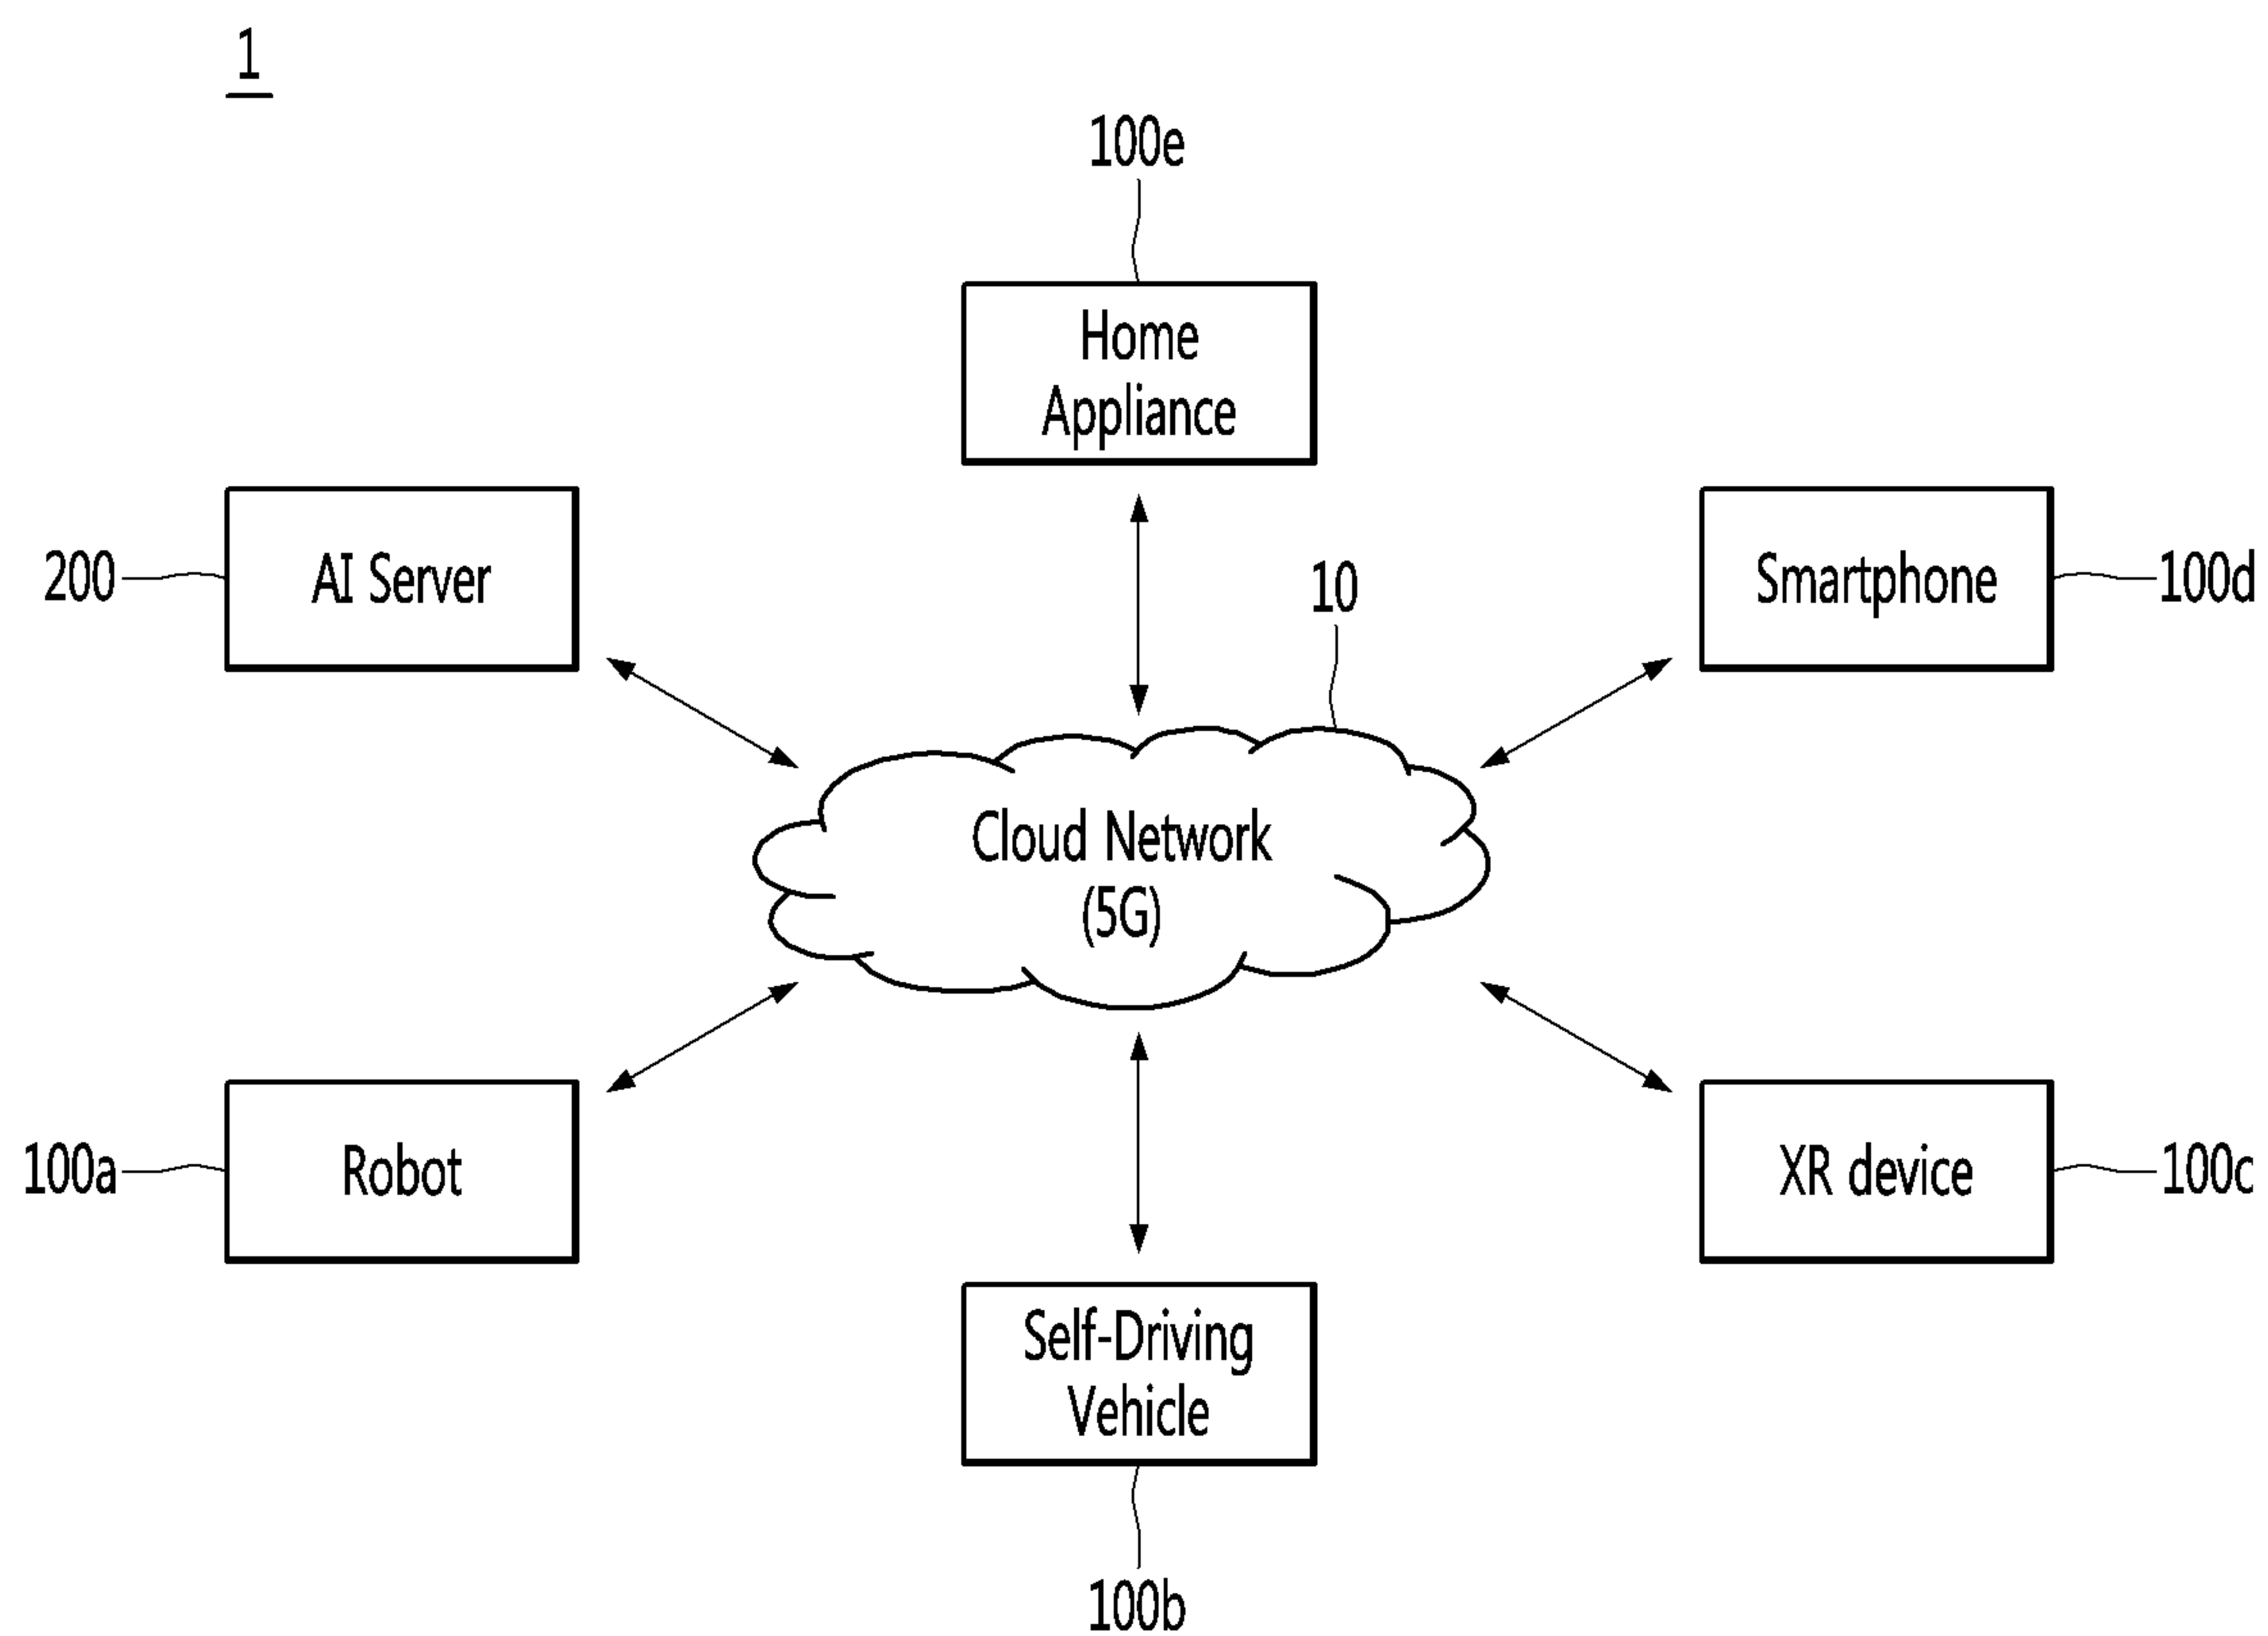 1
100e
Home
Appliance
200
AI Server
10
Smartphone
100d
Cloud Network
(5G)
100a
Robot
XR device
100c
Self-Driving
Vehicle
100b